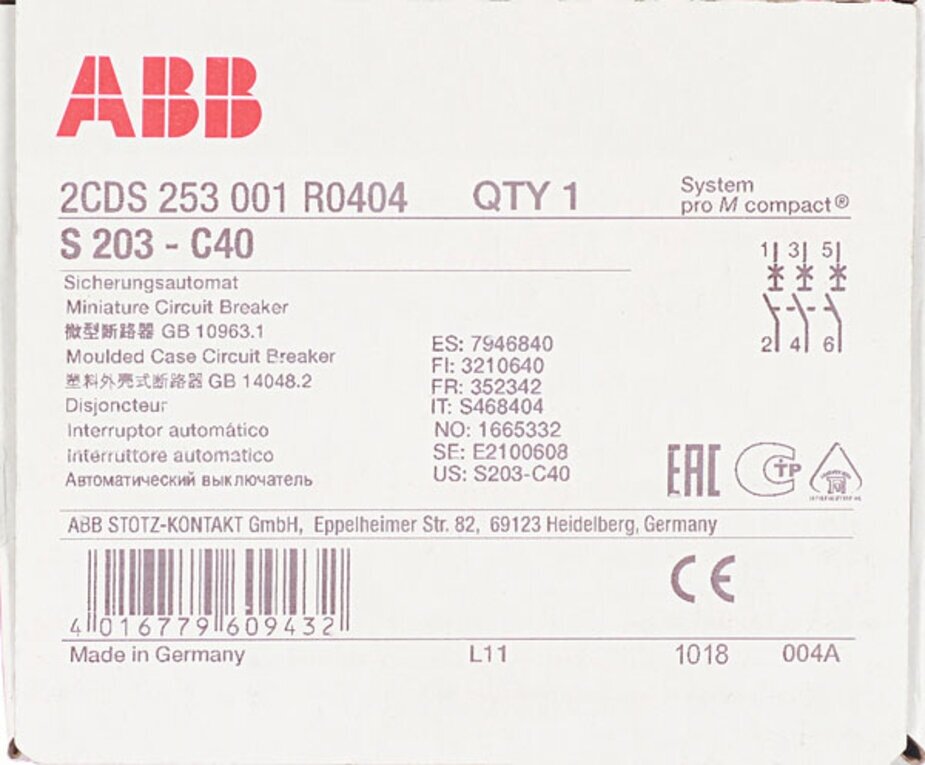 ABB
2CDS 253 001 R0404 QTY 1
System
pro M compact®
S 203 - C40
1 3 5
2 4 6
Sicherungsautomat
Miniature Circuit Breaker
微型断路器 GB 10963.1
Moulded Case Circuit Breaker
塑料外壳式断路器 GB 14048.2
Disjoncteur
Interruptor automático
Interruttore automatico
Автоматический выключатель
ES: 7946840
FI: 3210640
FR: 352342
IT: S468404
NO: 1665332
SE: E2100608
US: S203-C40
EAC
СТР
ABB STOTZ-KONTAKT GmbH, Eppelheimer Str. 82, 69123 Heidelberg, Germany
CE
4 016779 609432
Made in Germany L11 1018 004A